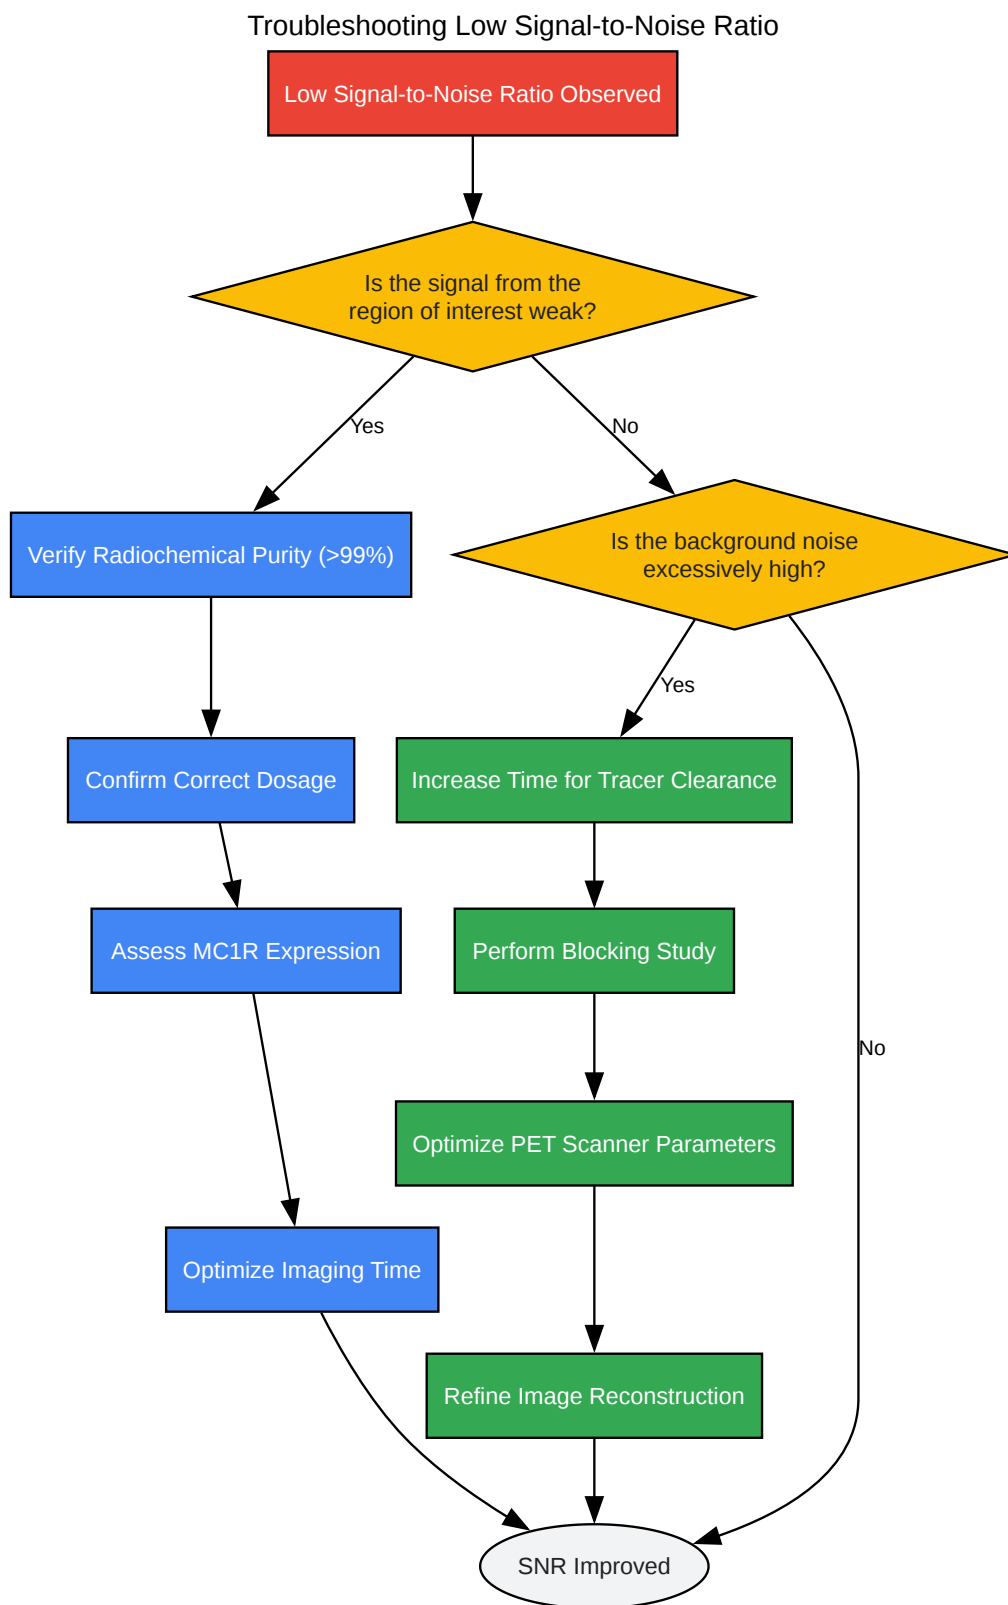 Troubleshooting Low Signal-to-Noise Ratio
Low Signal-to-Noise Ratio Observed
Is the signal from the
region of interest weak?
Yes
No
Verify Radiochemical Purity (>99%)
Is the background noise
excessively high?
Yes
Confirm Correct Dosage
Increase Time for Tracer Clearance
Assess MC1R Expression
Perform Blocking Study
No
Optimize PET Scanner Parameters
Optimize Imaging Time
Refine Image Reconstruction
SNR Improved